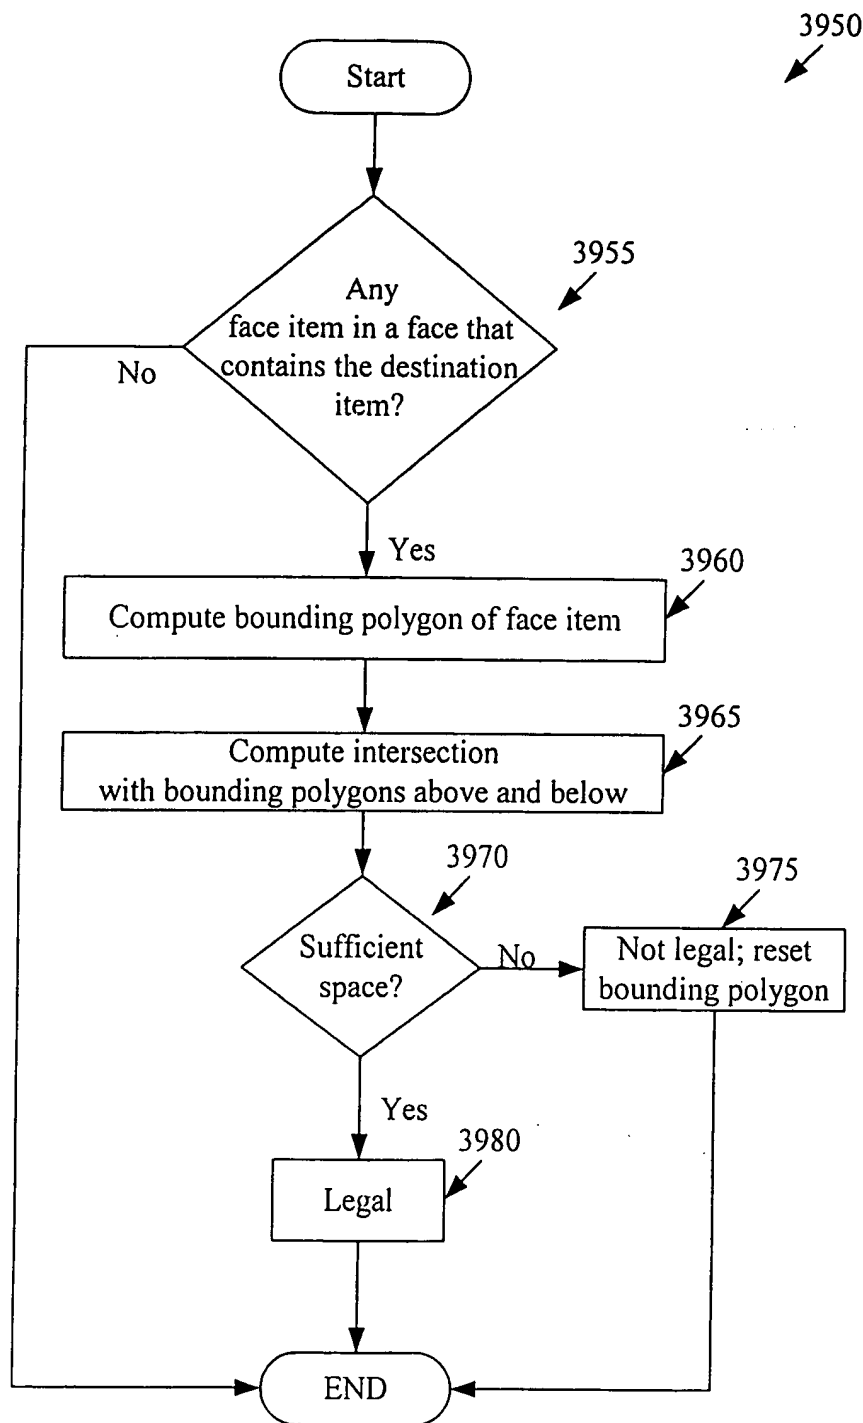 3950
Start
3955
Any
face item in a face that
contains the destination
item?
No
Yes
3960
Compute bounding polygon of face item
3965
Compute intersection
with bounding polygons above and below
3970
3975
Sufficient
space?
No
Not legal; reset
bounding polygon
Yes
3980
Legal
END